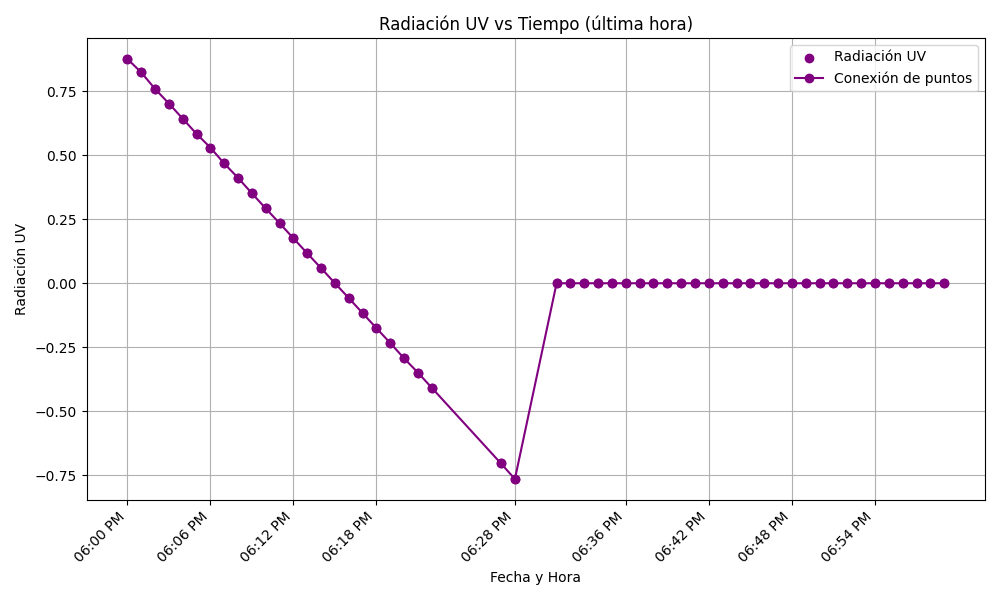 Radiación UV vs Tiempo (última hora)
Radiación UV
Conexión de puntos
Radiación UV
0.75
0.50
0.25
0.00
−0.25
−0.50
−0.75
06:00 PM
06:06 PM
06:12 PM
06:18 PM
06:28 PM
06:36 PM
06:42 PM
06:48 PM
06:54 PM
Fecha y Hora